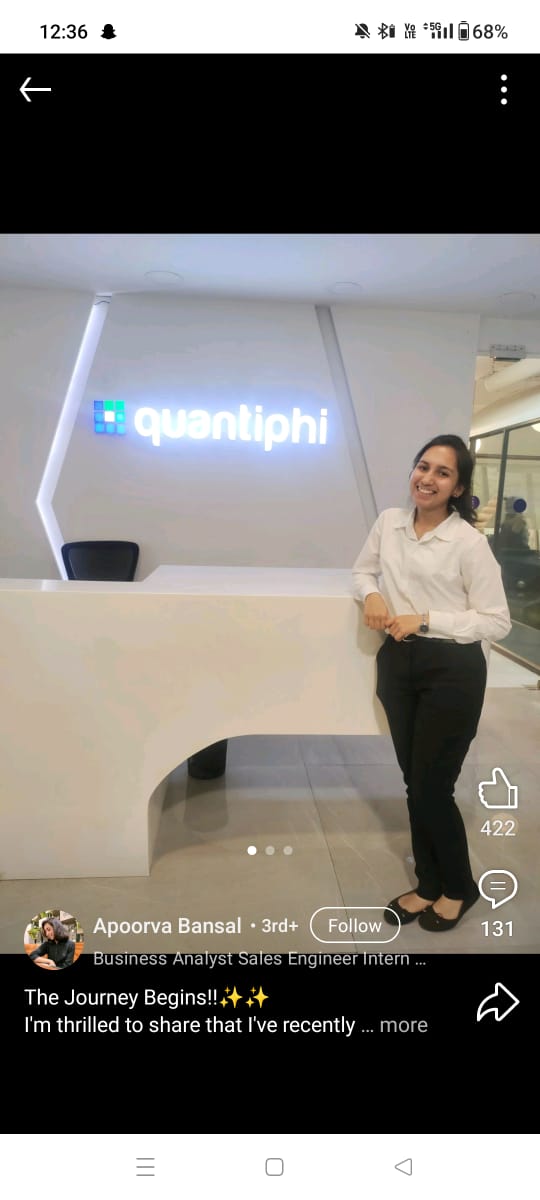 12:36
Vo LTE 5G 68%
quantiphi
422
131
Apoorva Bansal • 3rd+ Follow
Business Analyst Sales Engineer Intern ...
The Journey Begins!!✨✨
I'm thrilled to share that I've recently ... more